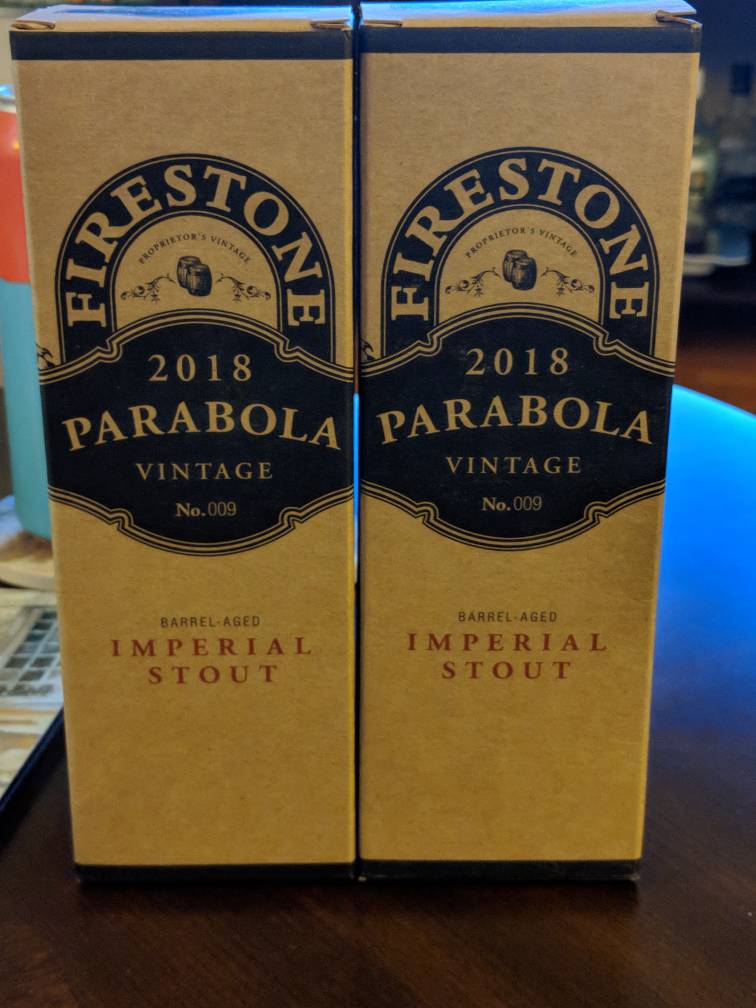 FIRESTONE
PROPRIETOR'S VINTAGE
2018
PARABOLA
VINTAGE
No. 009
BARREL-AGED
IMPERIAL
STOUT
FIRESTONE
PROPRIETOR'S VINTAGE
2018
PARABOLA
VINTAGE
No. 009
BARREL-AGED
IMPERIAL
STOUT